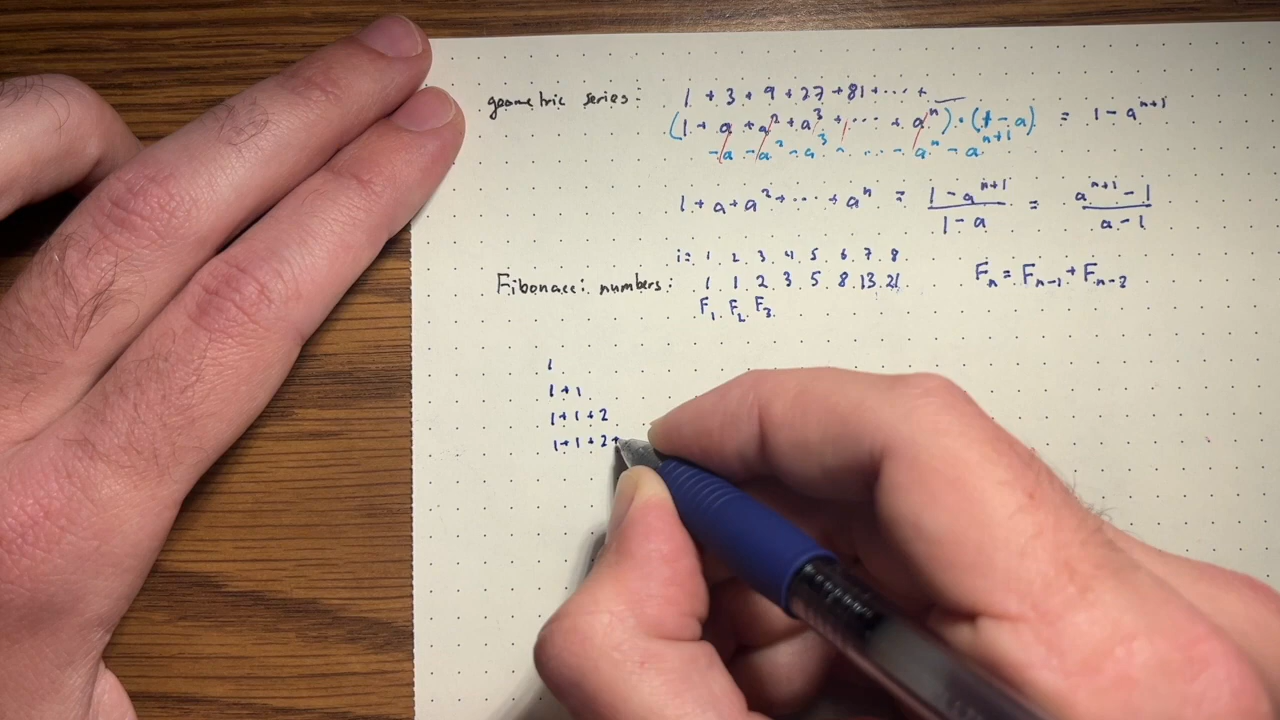 geometric series: 1 + 3 + 9 + 27 + 81 + ... + _
(1 + a + a² + a³ + ... + aⁿ) · (1 - a) = 1 - aⁿ⁺¹
-a - a² - a³ - ... - aⁿ - aⁿ⁺¹
1 + a + a² + ... + aⁿ = (1 - aⁿ⁺¹)/(1 - a) = (aⁿ⁺¹ - 1)/(a - 1)
i = 1 2 3 4 5 6 7 8
Fibonacci numbers: 1 1 2 3 5 8 13 21 Fₙ = Fₙ₋₁ + Fₙ₋₂
F₁ F₂ F₃
1
1 + 1
1 + 1 + 2
1 + 1 + 2 +